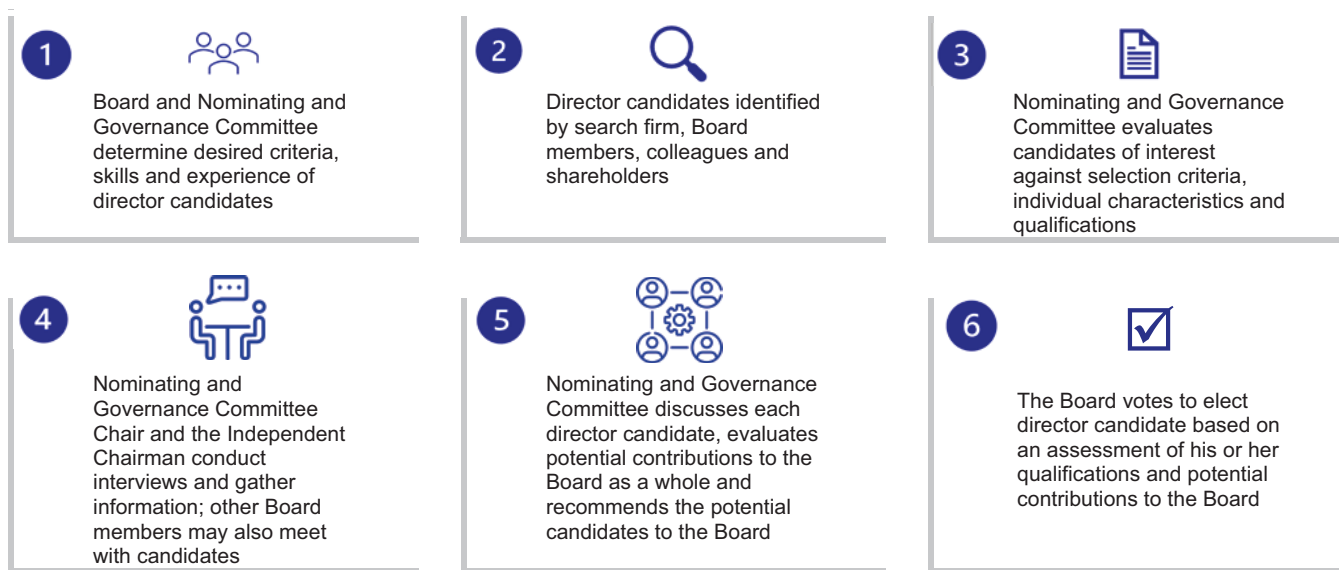 1
Board and Nominating and
Governance Committee
determine desired criteria,
skills and experience of
director candidates
2
Director candidates identified
by search firm, Board
members, colleagues and
shareholders
3
Nominating and Governance
Committee evaluates
candidates of interest
against selection criteria,
individual characteristics and
qualifications
4
Nominating and
Governance Committee
Chair and the Independent
Chairman conduct
interviews and gather
information; other Board
members may also meet
with candidates
5
Nominating and Governance
Committee discusses each
director candidate, evaluates
potential contributions to the
Board as a whole and
recommends the potential
candidates to the Board
6
The Board votes to elect
director candidate based on
an assessment of his or her
qualifications and potential
contributions to the Board